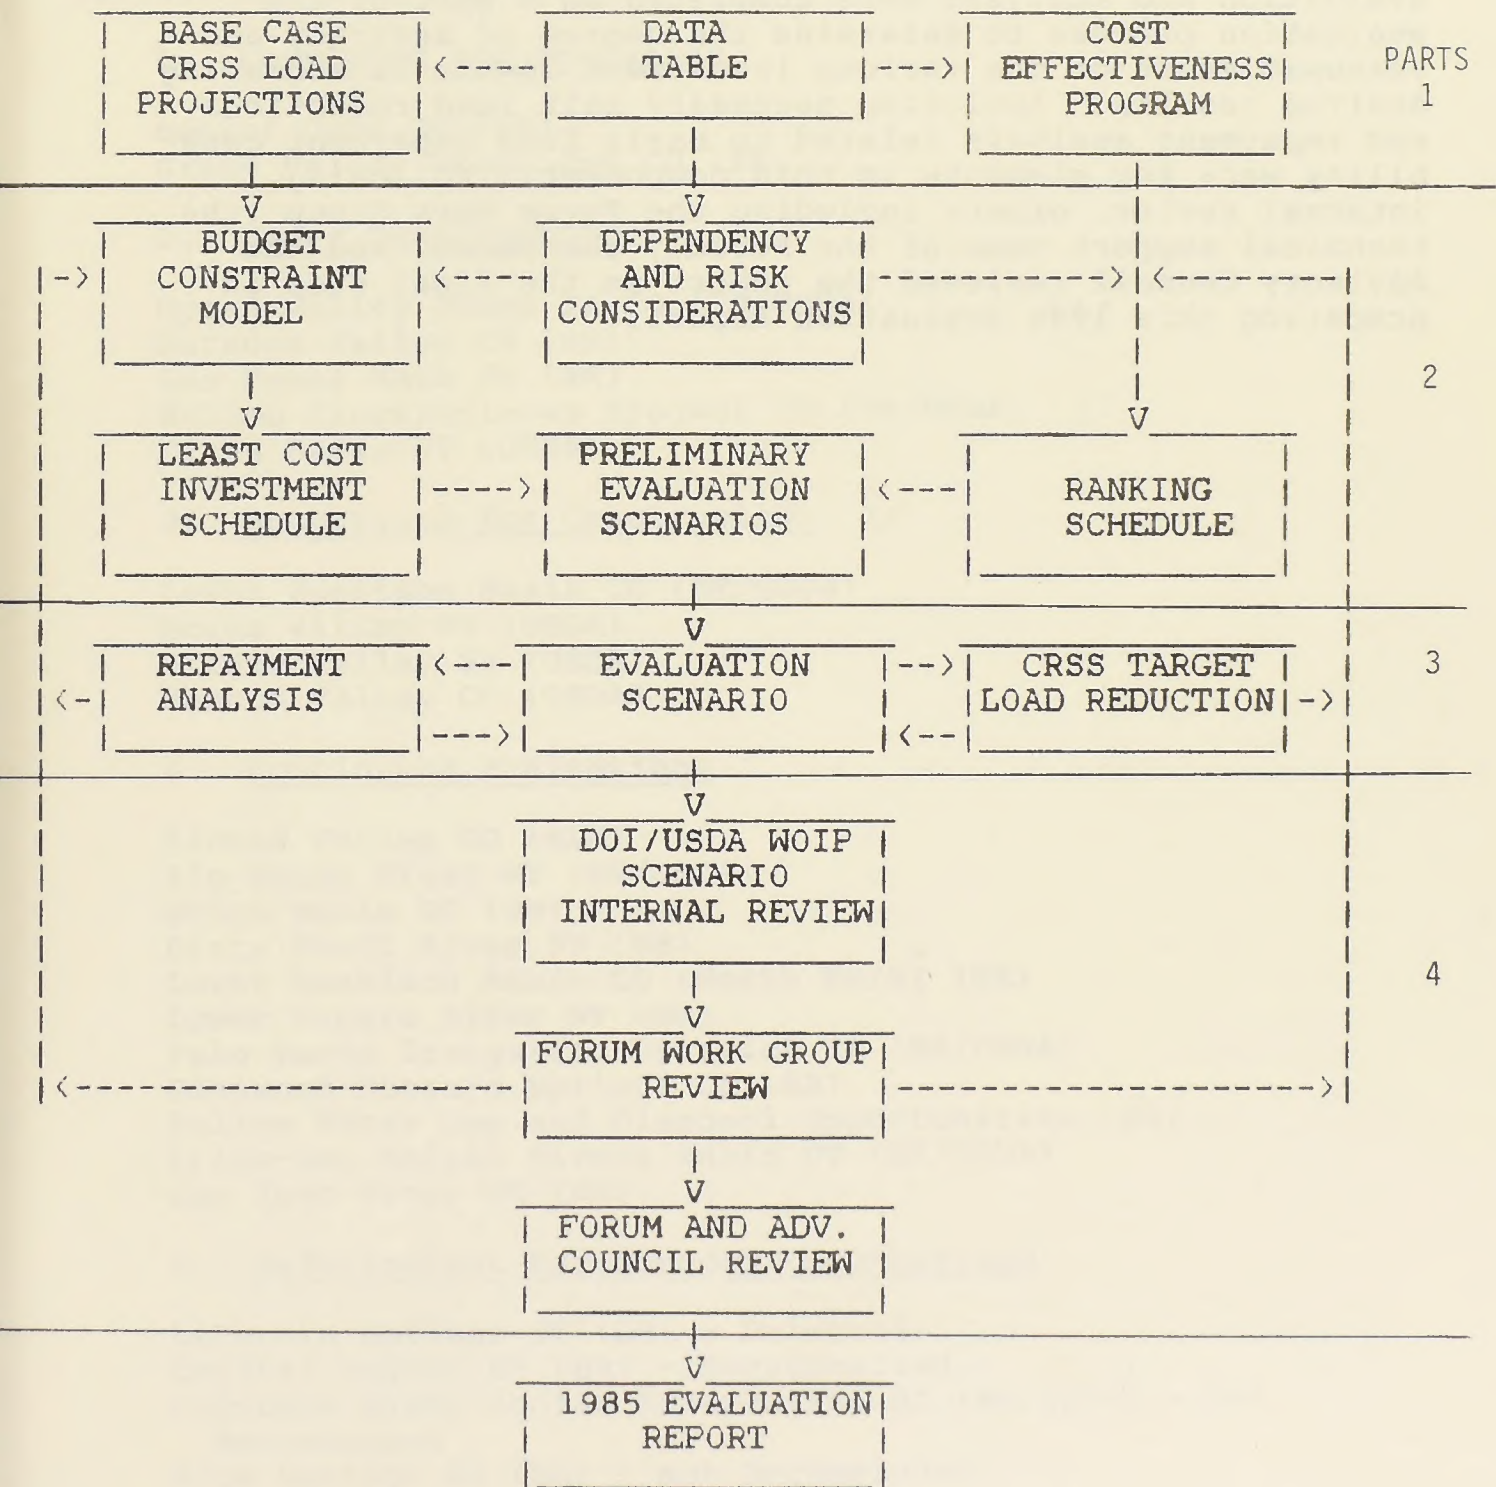 BASE CASE
CRSS LOAD
PROJECTIONS
DATA
TABLE
COST
EFFECTIVENESS
PROGRAM
PARTS
1
BUDGET
CONSTRAINT
MODEL
DEPENDENCY
AND RISK
CONSIDERATIONS
2
LEAST COST
INVESTMENT
SCHEDULE
PRELIMINARY
EVALUATION
SCENARIOS
RANKING
SCHEDULE
REPAYMENT
ANALYSIS
EVALUATION
SCENARIO
CRSS TARGET
LOAD REDUCTION
3
DOI/USDA WOIP
SCENARIO
INTERNAL REVIEW
4
FORUM WORK GROUP
REVIEW
FORUM AND ADV.
COUNCIL REVIEW
1985 EVALUATION
REPORT